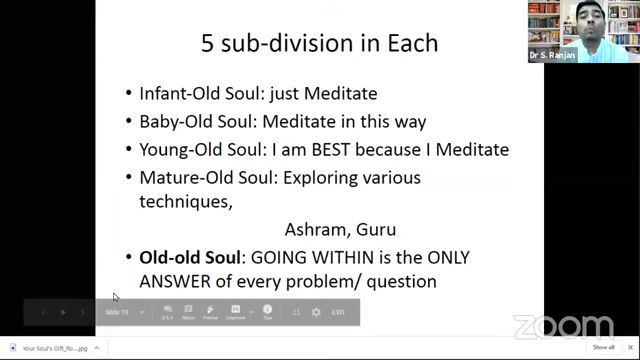 5 sub-division in Each
Dr S. Ranjan
• Infant-Old Soul: just Meditate
• Baby-Old Soul: Meditate in this way
• Young-Old Soul: I am BEST because I Meditate
• Mature-Old Soul: Exploring various
techniques,
Ashram, Guru
• Old-old Soul: GOING WITHIN is the ONLY
ANSWER of every problem/ question
Slide 19
Q & A
Pointer
Captions
Tips
EXIT
zoom
Your Soul's Gift_Ro....jpg
Show all